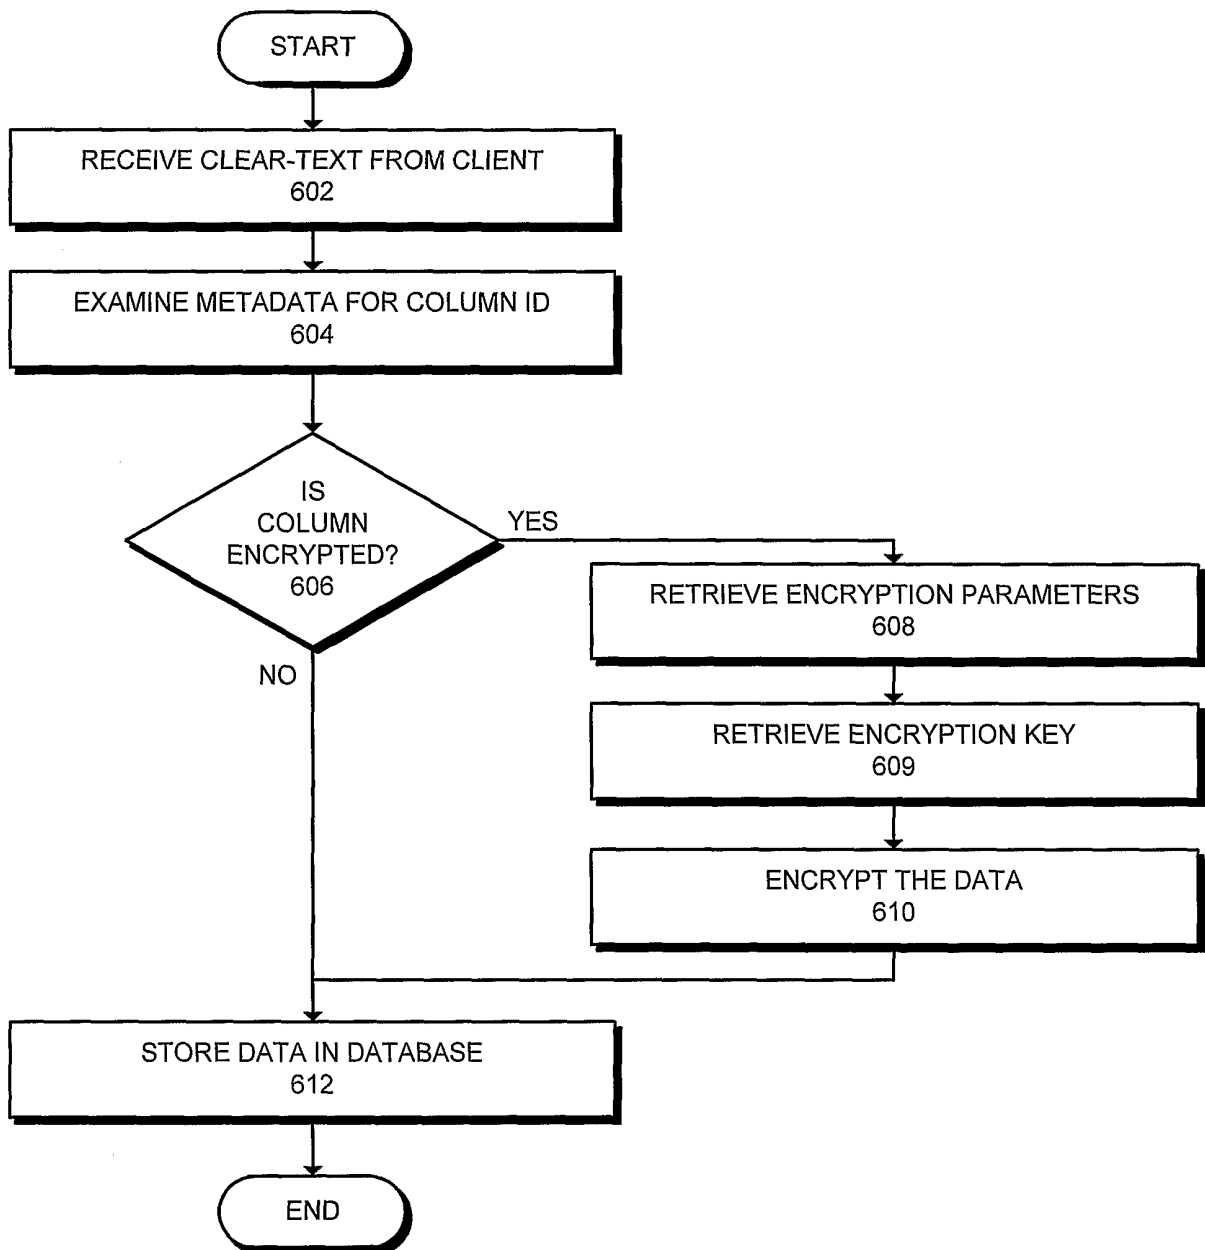 START
RECEIVE CLEAR-TEXT FROM CLIENT
602
EXAMINE METADATA FOR COLUMN ID
604
IS
COLUMN
ENCRYPTED?
606
YES
RETRIEVE ENCRYPTION PARAMETERS
608
NO
RETRIEVE ENCRYPTION KEY
609
ENCRYPT THE DATA
610
STORE DATA IN DATABASE
612
END